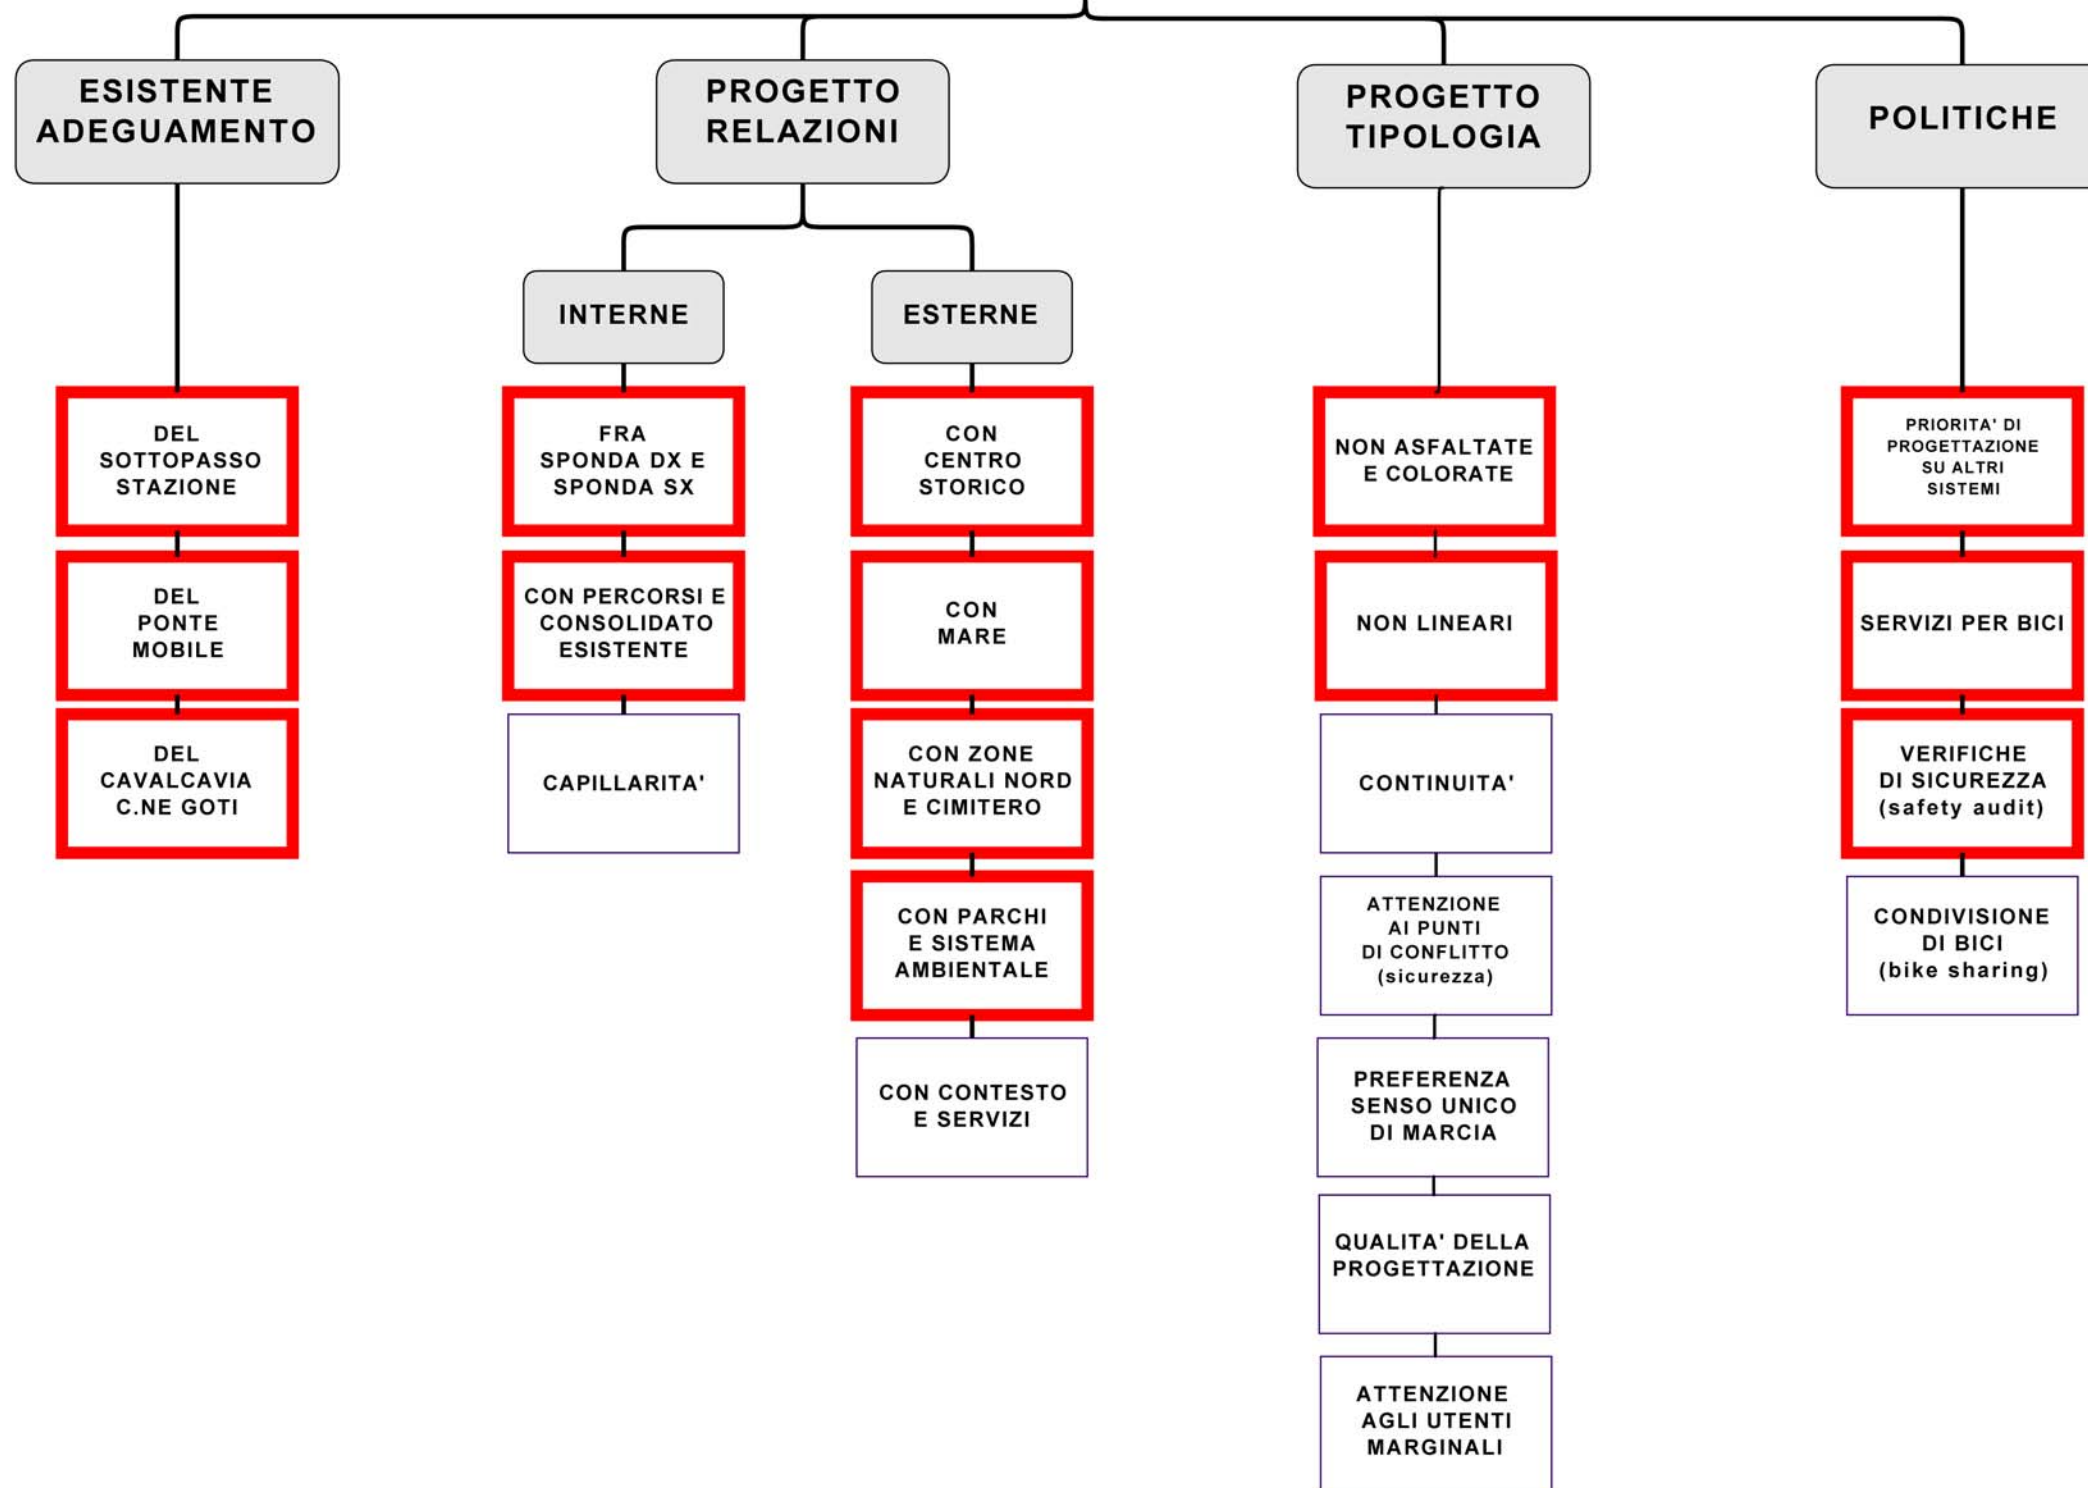 ESISTENTE
ADEGUAMENTO
PROGETTO
RELAZIONI
PROGETTO
TIPOLOGIA
POLITICHE
INTERNE
ESTERNE
DEL
SOTTOPASSO
STAZIONE
DEL
PONTE
MOBILE
DEL
CAVALCAVIA
C.NE GOTI
FRA
SPONDA DX E
SPONDA SX
CON PERCORSI E
CONSOLIDATO
ESISTENTE
CAPILLARITA'
CON
CENTRO
STORICO
CON
MARE
CON ZONE
NATURALI NORD
E CIMITERO
CON PARCHI
E SISTEMA
AMBIENTALE
CON CONTESTO
E SERVIZI
NON ASFALTATE
E COLORATE
NON LINEARI
CONTINUITA'
ATTENZIONE
AI PUNTI
DI CONFLITTO
(sicurezza)
PREFERENZA
SENSO UNICO
DI MARCIA
QUALITA' DELLA
PROGETTAZIONE
ATTENZIONE
AGLI UTENTI
MARGINALI
PRIORITA' DI
PROGETTAZIONE
SU ALTRI
SISTEMI
SERVIZI PER BICI
VERIFICHE
DI SICUREZZA
(safety audit)
CONDIVISIONE
DI BICI
(bike sharing)